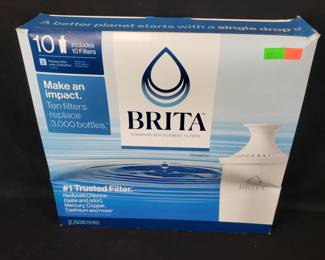 A better planet starts with a single drop
10 includes
10 Filters
Make an
impact.
Ten filters
replace
3,000 bottles.
BRITA®
STANDARD REPLACEMENT FILTERS
#1 Trusted Filter.
Reduces Chlorine
(taste and odor),
Mercury, Copper,
Cadmium and more
BRITA